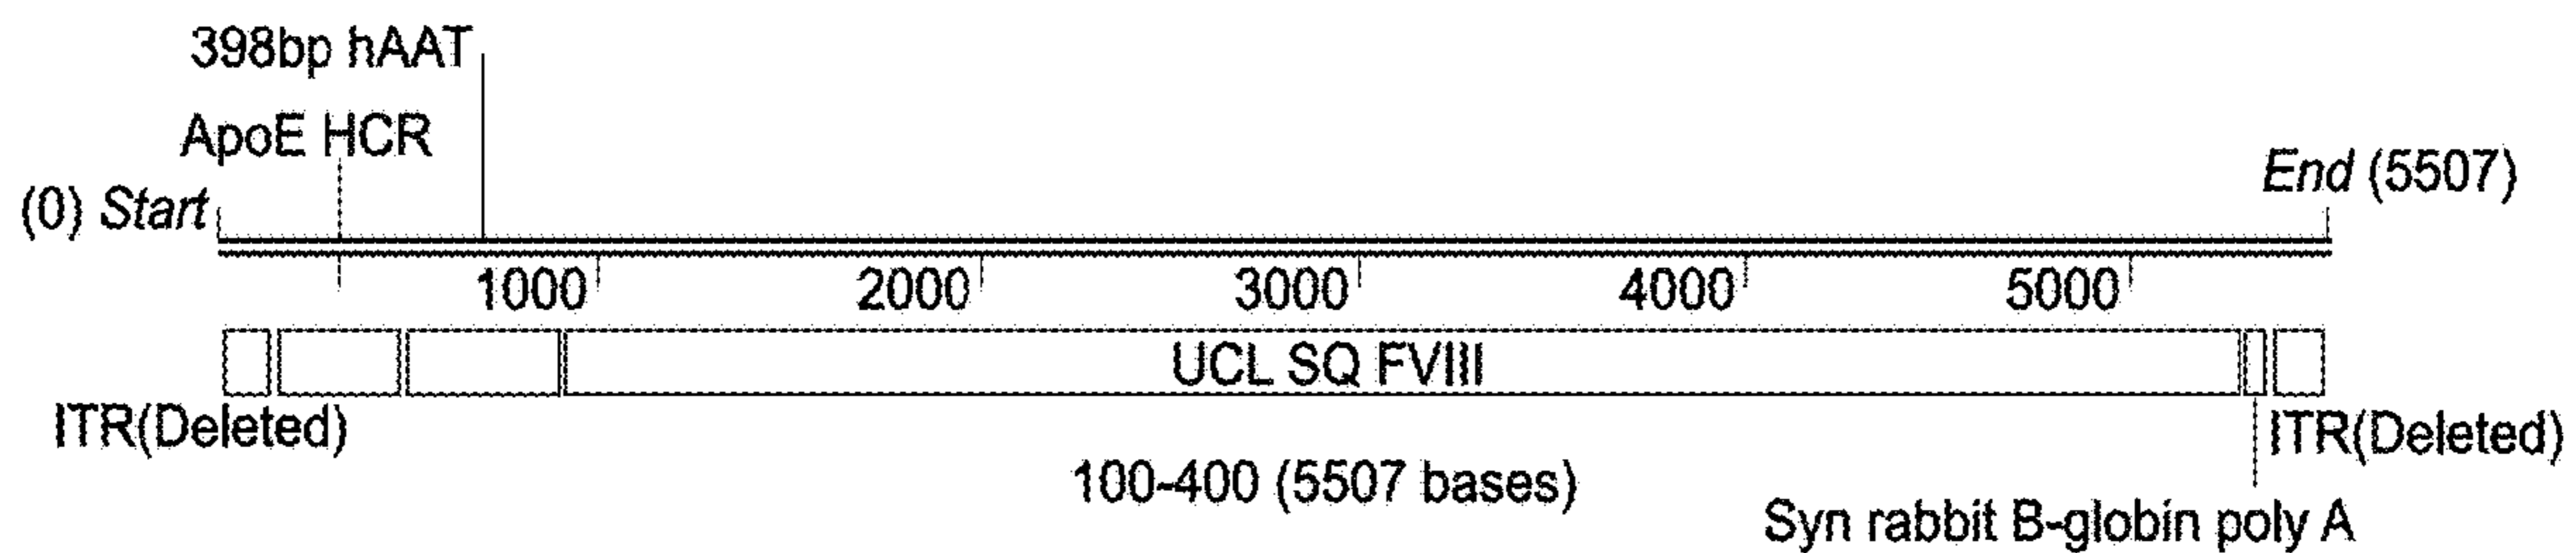 398bp hAAT
ApoE HCR
(0) Start
End (5507)
1000 2000 3000 4000 5000
UCL SQ FVIII
ITR(Deleted)
ITR(Deleted)
100-400 (5507 bases)
Syn rabbit B-globin poly A